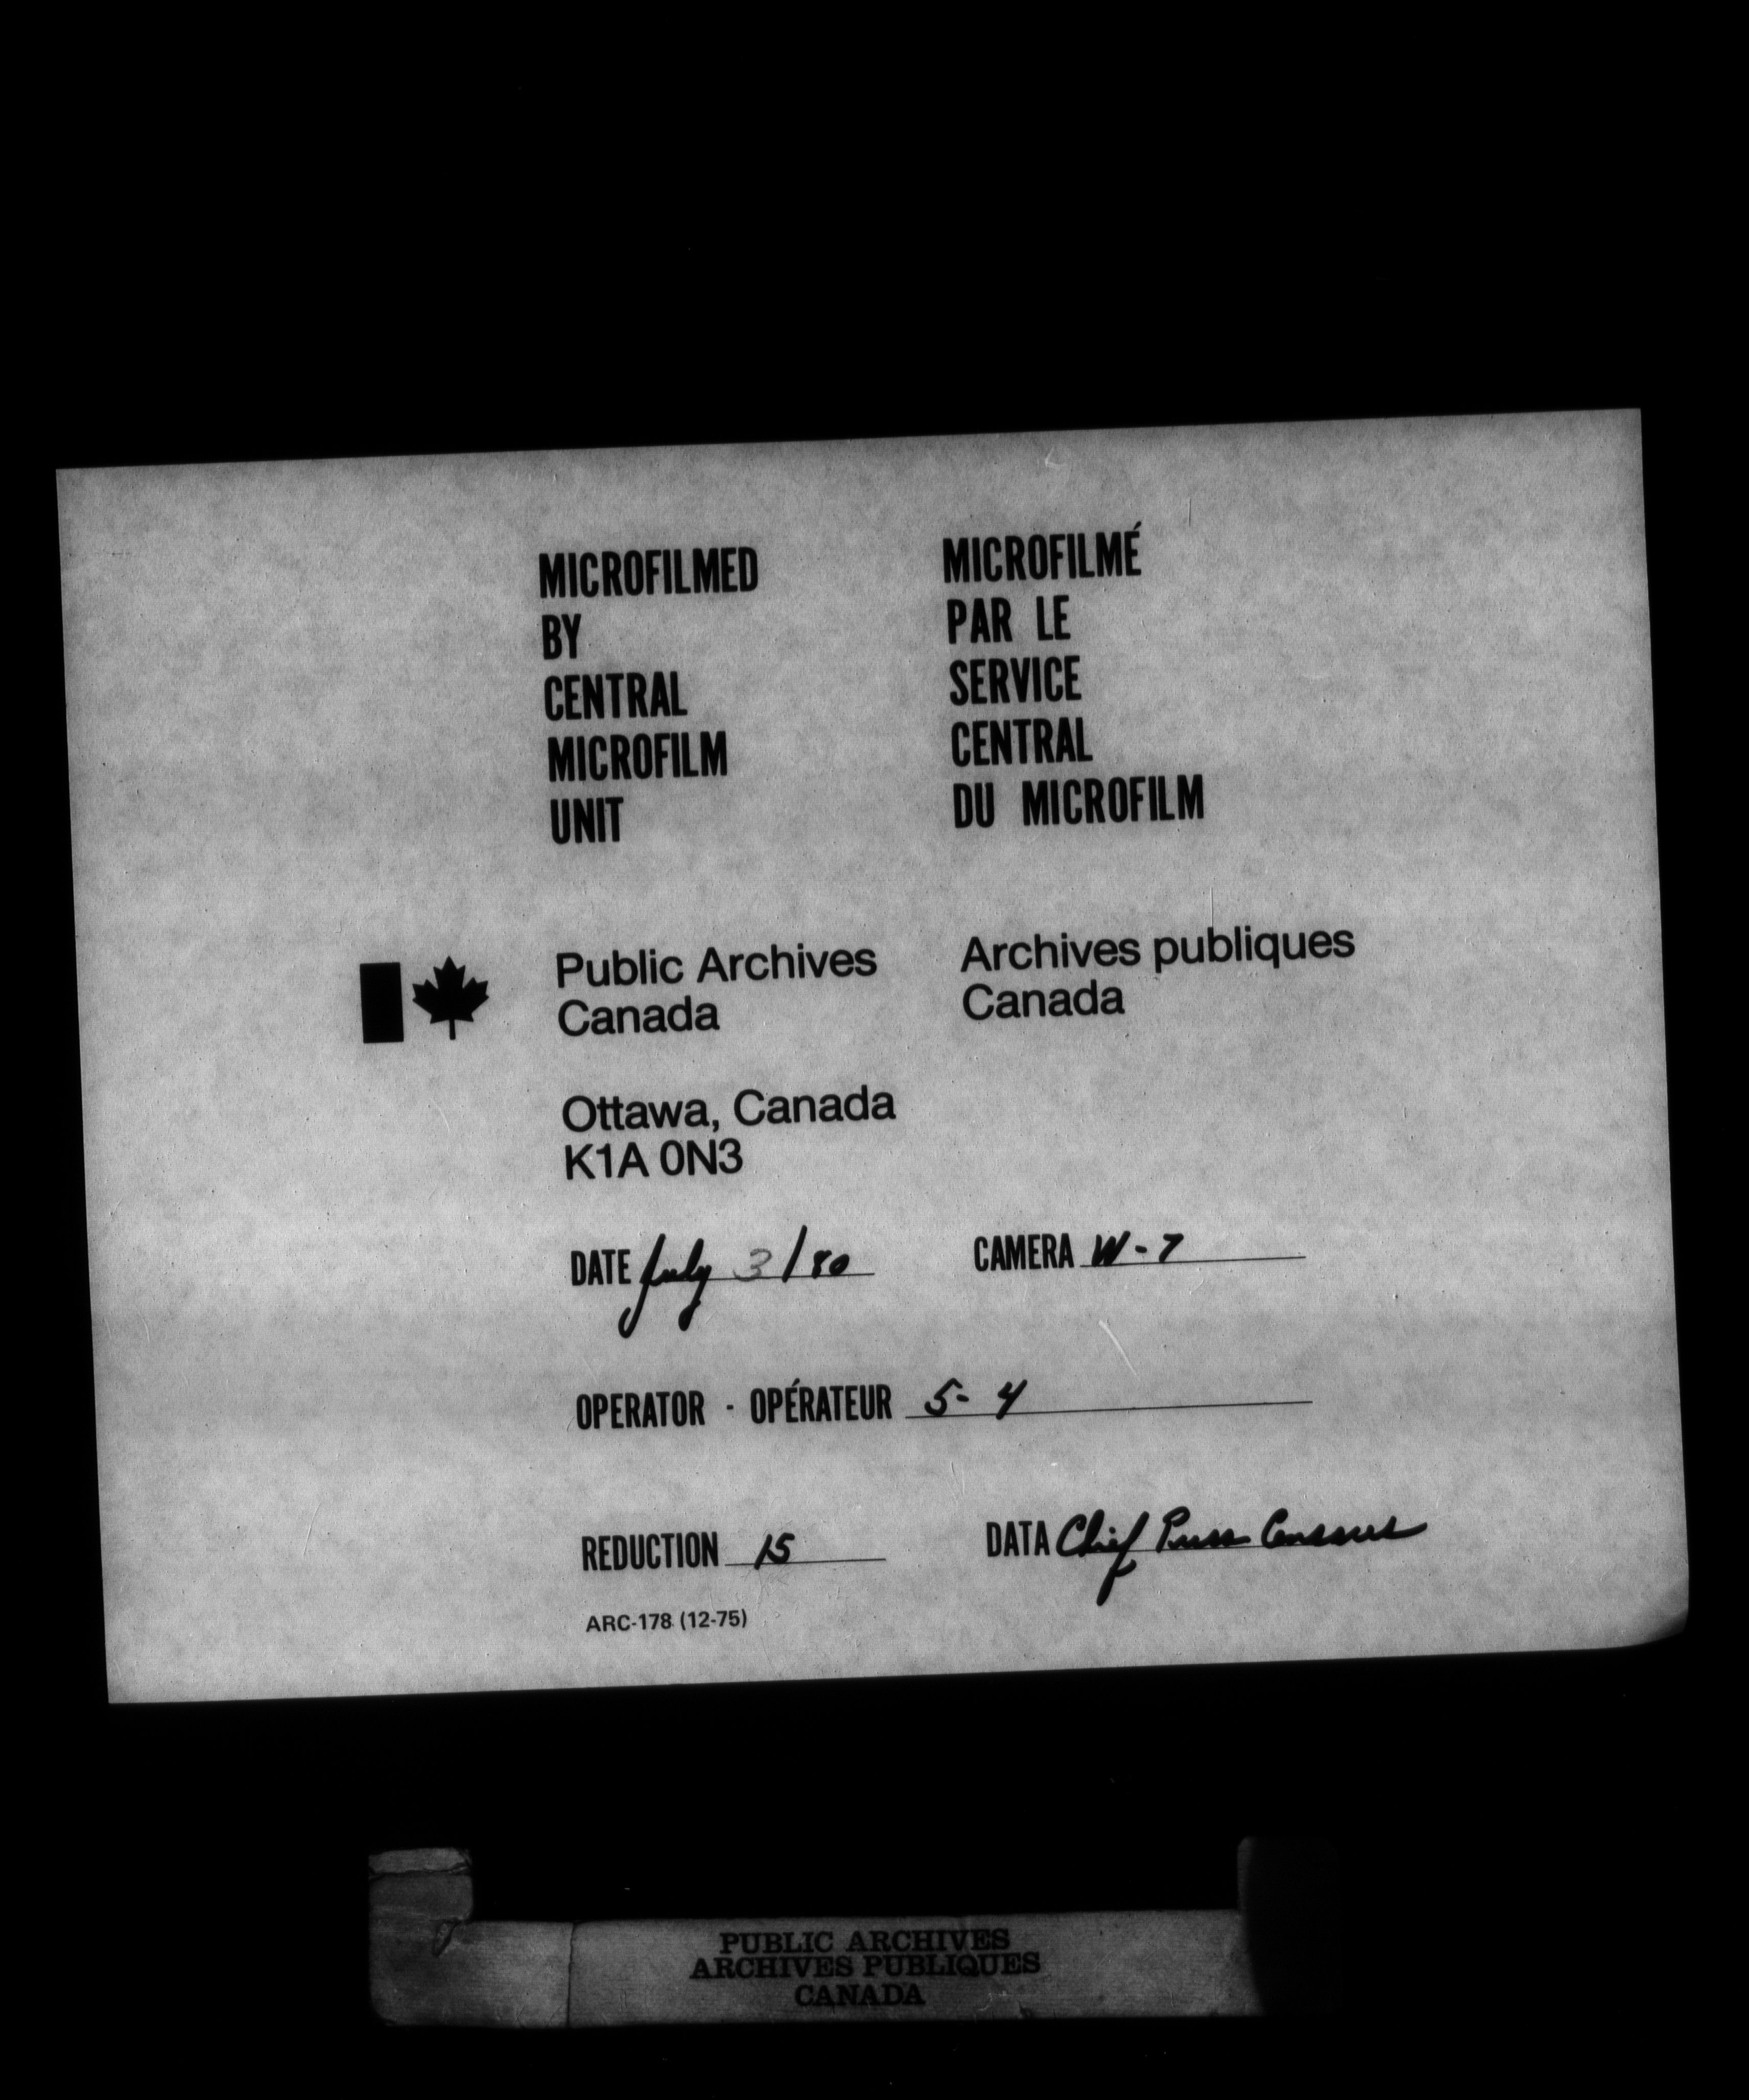 MICROFILMED
BY
CENTRAL
MICROFILM
UNIT
MICROFILMÉ
PAR LE
SERVICE
CENTRAL
DU MICROFILM
Public Archives
Canada
Archives publiques
Canada
Ottawa, Canada
K1A 0N3
DATE July 3/80
CAMERA W-7
OPERATOR - OPÉRATEUR 5-4
REDUCTION 15
DATA Chief Press
ARC-178 (12-75)
PUBLIC ARCHIVES
ARCHIVES PUBLIQUES
CANADA